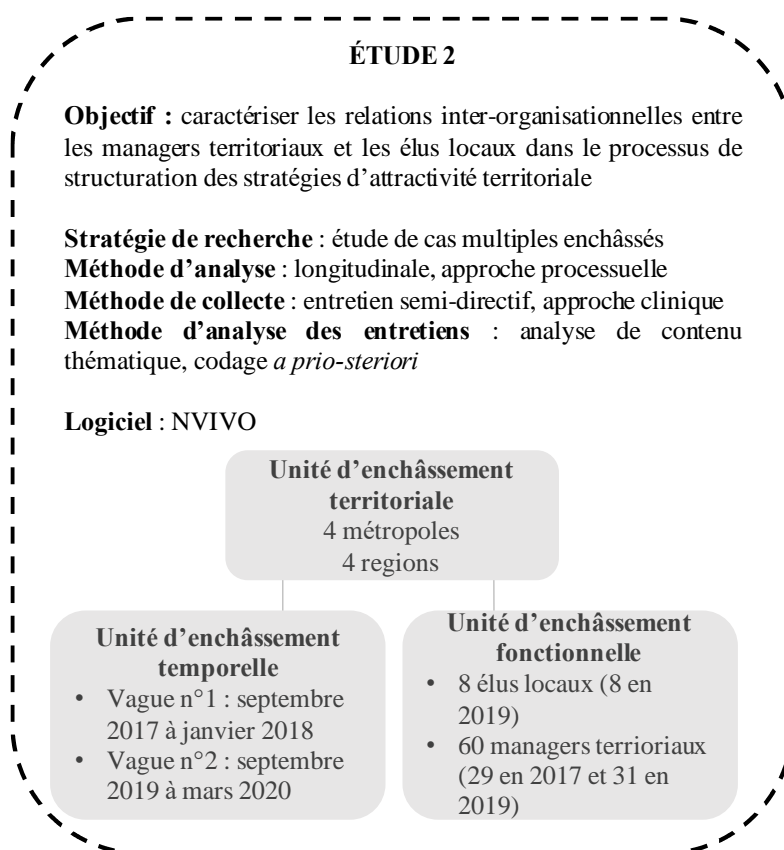 ÉTUDE 2
Objectif : caractériser les relations inter-organisationnelles entre
les managers territoriaux et les élus locaux dans le processus de
structuration des stratégies d’attractivité territoriale
Stratégie de recherche : étude de cas multiples enchâssés
Méthode d’analyse : longitudinale, approche processuelle
Méthode de collecte : entretien semi-directif, approche clinique
Méthode d’analyse des entretiens : analyse de contenu
thématique, codage a prio-steriori
Logiciel : NVIVO
Unité d’enchâssement
territoriale
4 métropoles
4 regions
Unité d’enchâssement
temporelle
• Vague n°1 : septembre
2017 à janvier 2018
• Vague n°2 : septembre
2019 à mars 2020
Unité d’enchâssement
fonctionnelle
• 8 élus locaux (8 en
2019)
• 60 managers terrioriaux
(29 en 2017 et 31 en
2019)